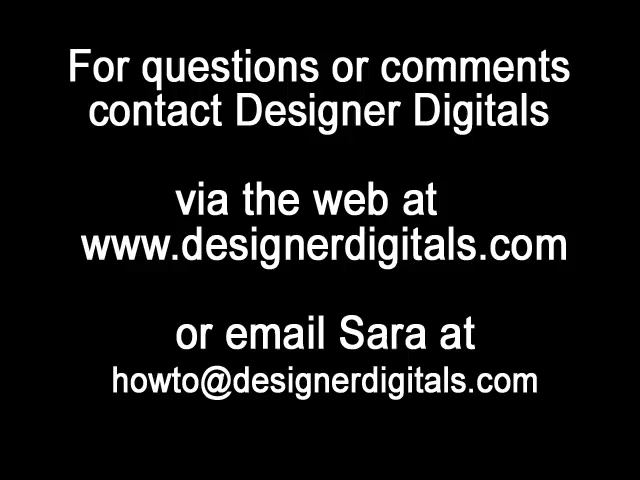 For questions or comments
contact Designer Digitals
via the web at
www.designerdigitals.com
or email Sara at
howto@designerdigitals.com